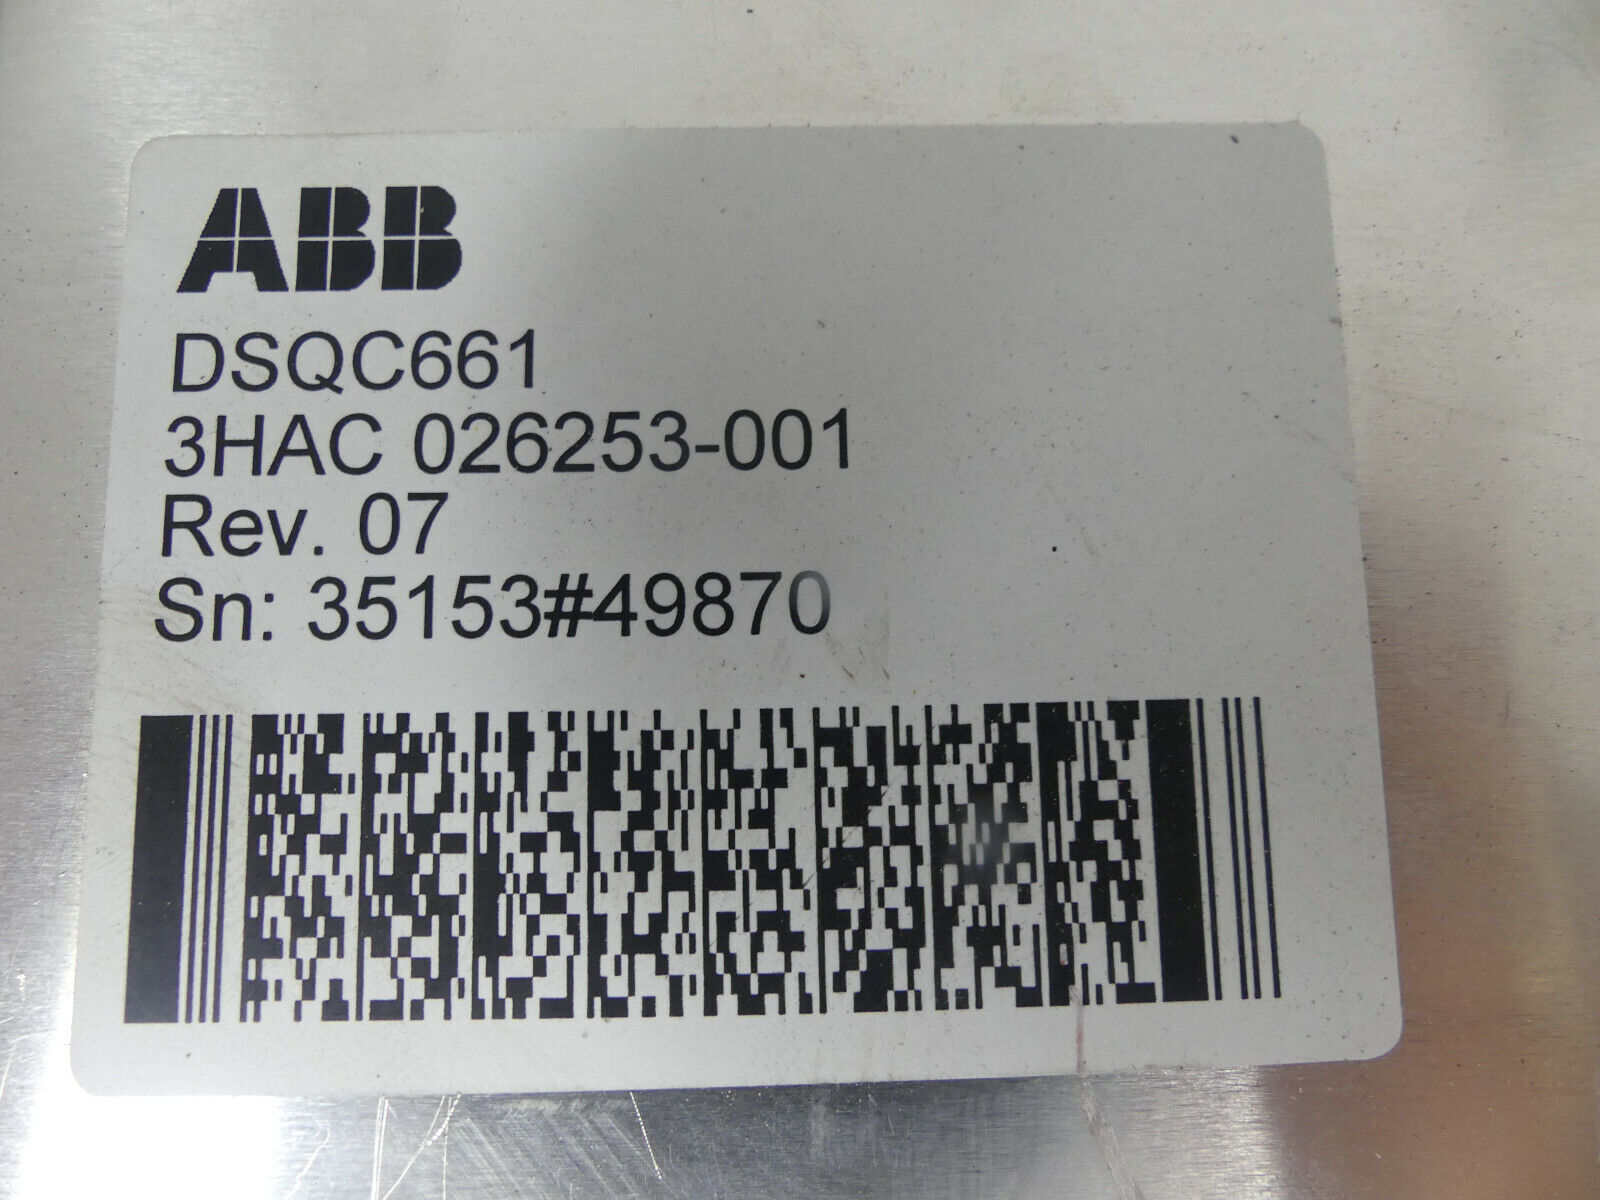 ABB
DSQC661
3HAC 026253-001
Rev. 07
Sn: 35153#49870